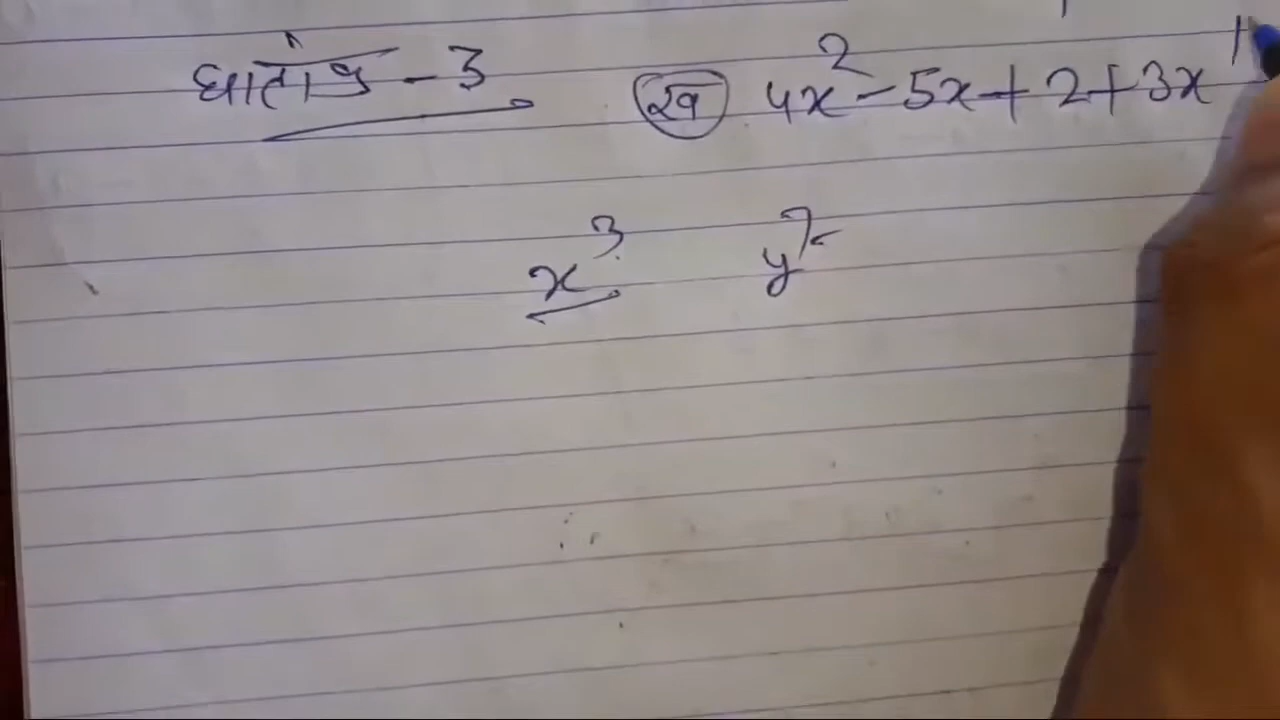 घातांक - 3
ख 4x² - 5x + 2 + 3x
x³ y⁷